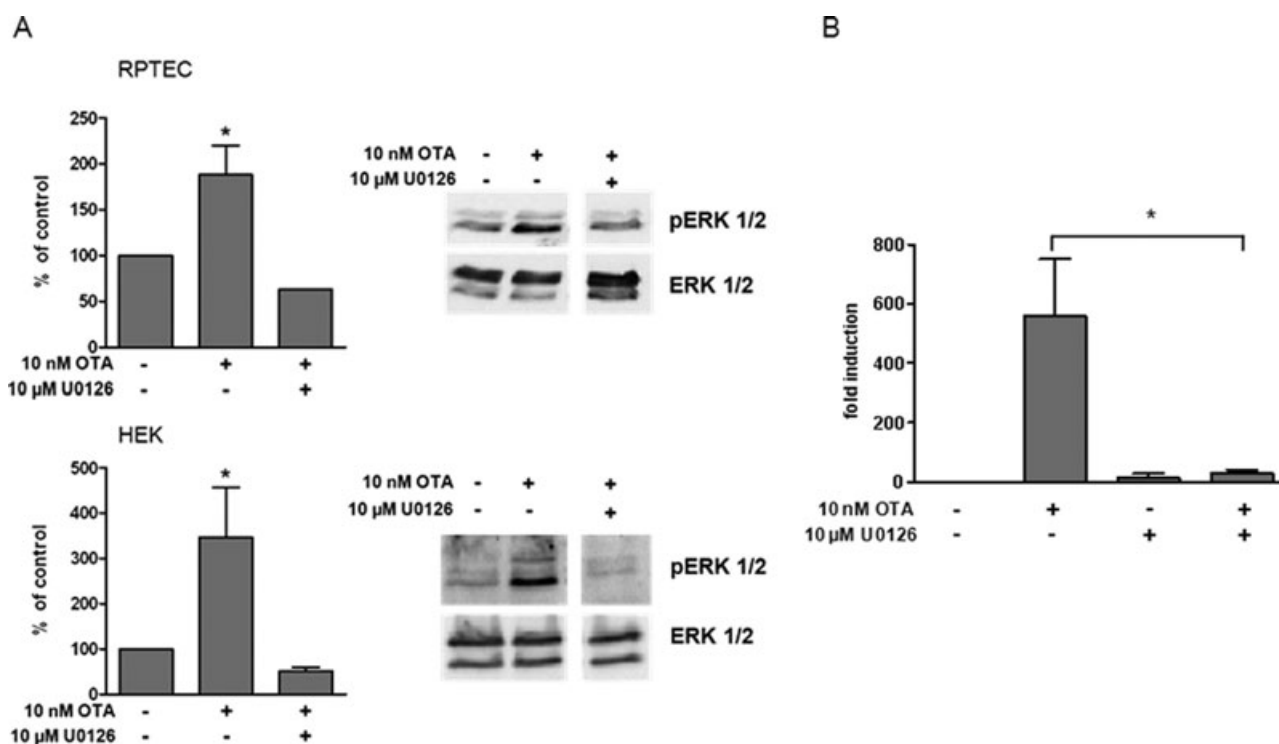 A
RPTEC
% of control
250
200
150
100
50
0
*
10 nM OTA - + +
10 µM U0126 - - +
10 nM OTA - + +
10 µM U0126 - - +
pERK 1/2
ERK 1/2
HEK
% of control
500
400
300
200
100
0
*
10 nM OTA - + +
10 µM U0126 - - +
10 nM OTA - + +
10 µM U0126 - - +
pERK 1/2
ERK 1/2
B
fold induction
800
600
400
200
0
*
10 nM OTA - + - +
10 µM U0126 - - + +